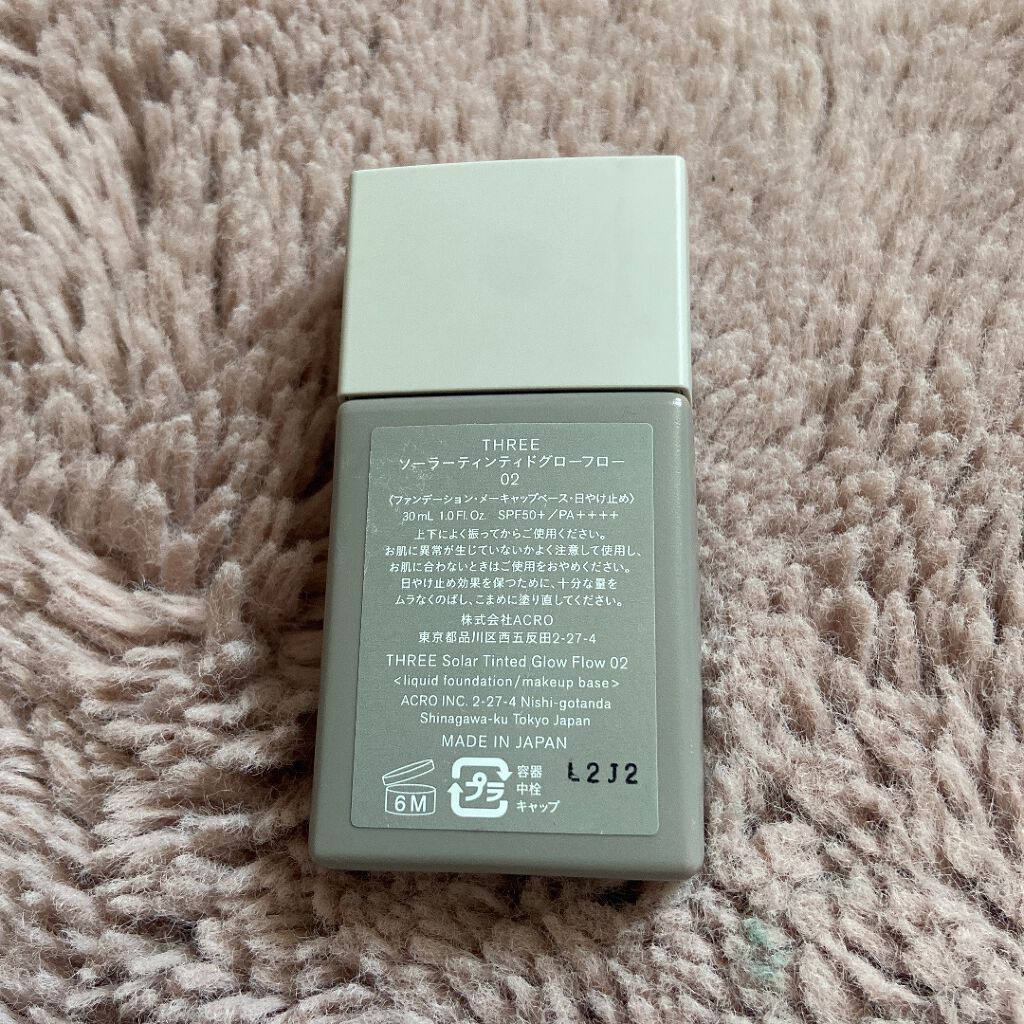 THREE
ソーラーティンティドグローフロー
02
〈ファンデーション・メーキャップベース・日やけ止め〉
30mL 1.0 Fl.Oz. SPF50+/PA++++
上下によく振ってからご使用ください。
お肌に異常が生じていないかよく注意して使用し、
お肌に合わないときはご使用をおやめください。
日やけ止め効果を保つために、十分な量を
ムラなくのばし、こまめに塗り直してください。
株式会社ACRO
東京都品川区西五反田2-27-4
THREE Solar Tinted Glow Flow 02
<liquid foundation/makeup base>
ACRO INC. 2-27-4 Nishi-gotanda
Shinagawa-ku Tokyo Japan
MADE IN JAPAN
6M
プラ
容器
中栓
キャップ
L2J2